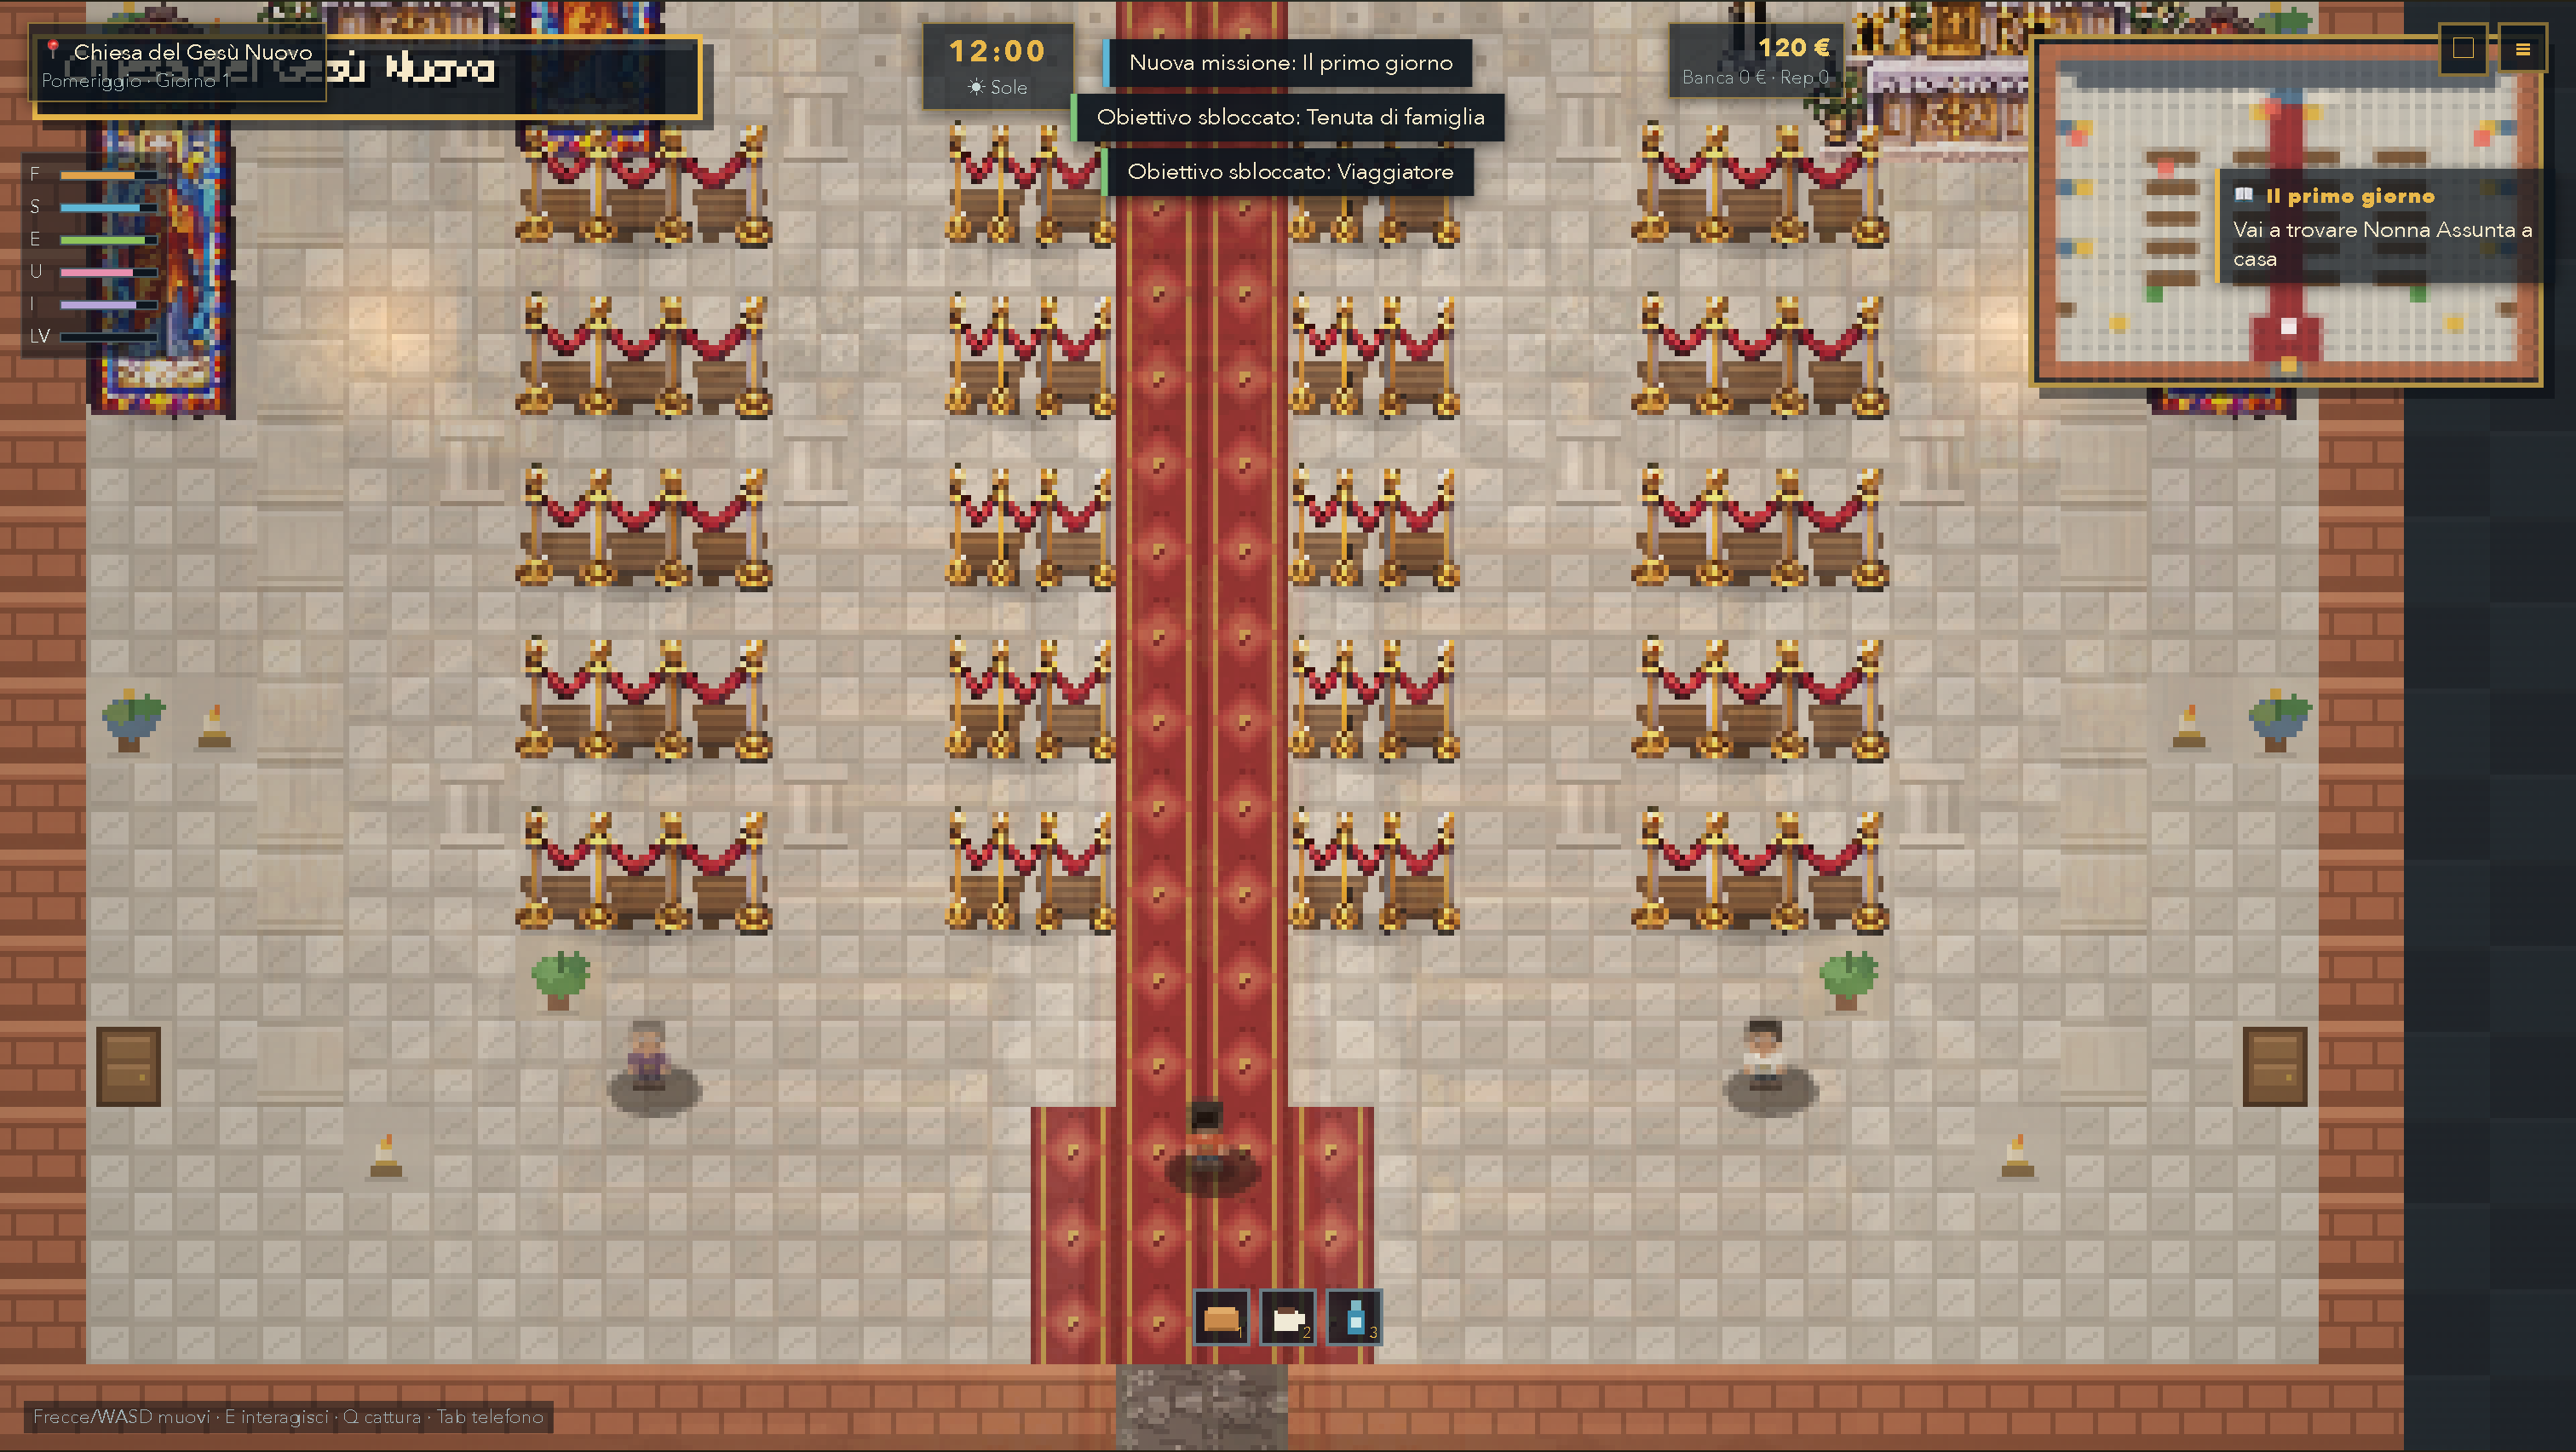 Chiesa del Gesù Nuovo
Pomeriggio · Giorno 1
sù Nuovo
12:00
Sole
Nuova missione: Il primo giorno
Obiettivo sbloccato: Tenuta di famiglia
Obiettivo sbloccato: Viaggiatore
120 €
Banca 0 € · Rep 0
Il primo giorno
Vai a trovare Nonna Assunta a
casa
F
S
E
U
I
LV
1
2
3
Frecce/WASD muovi · E interagisci · Q cattura · Tab telefono